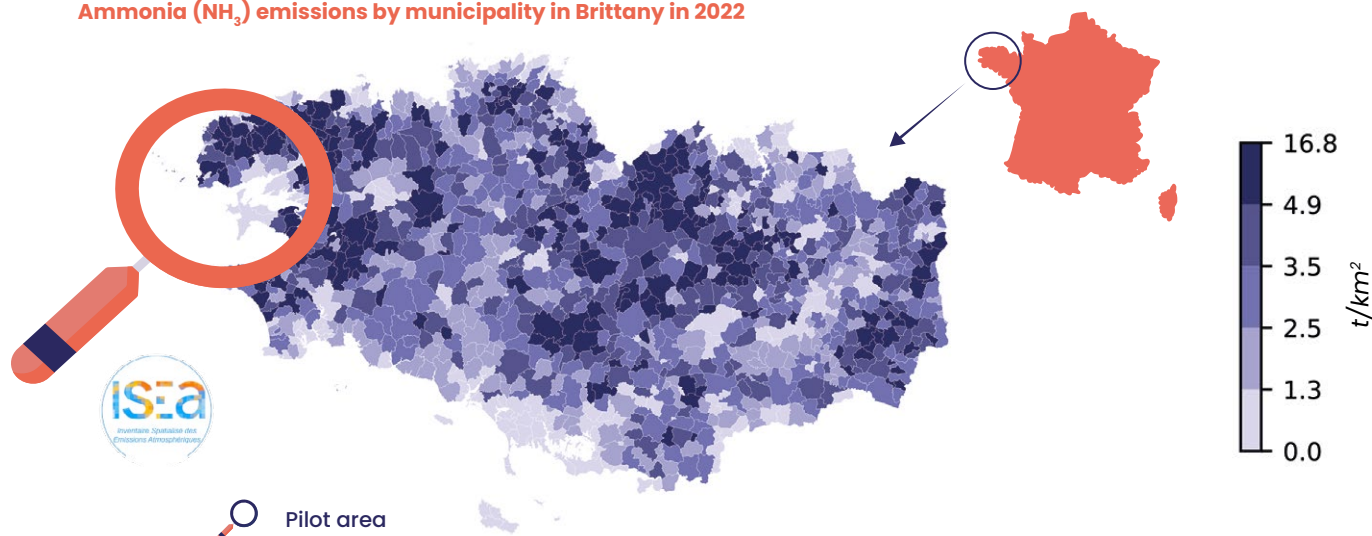 Ammonia (NH₃) emissions by municipality in Brittany in 2022
16.8
4.9
3.5
2.5
1.3
0.0
t/km²
ISEa
Inventaire Spatialisé des
Emissions Atmosphériques
Pilot area